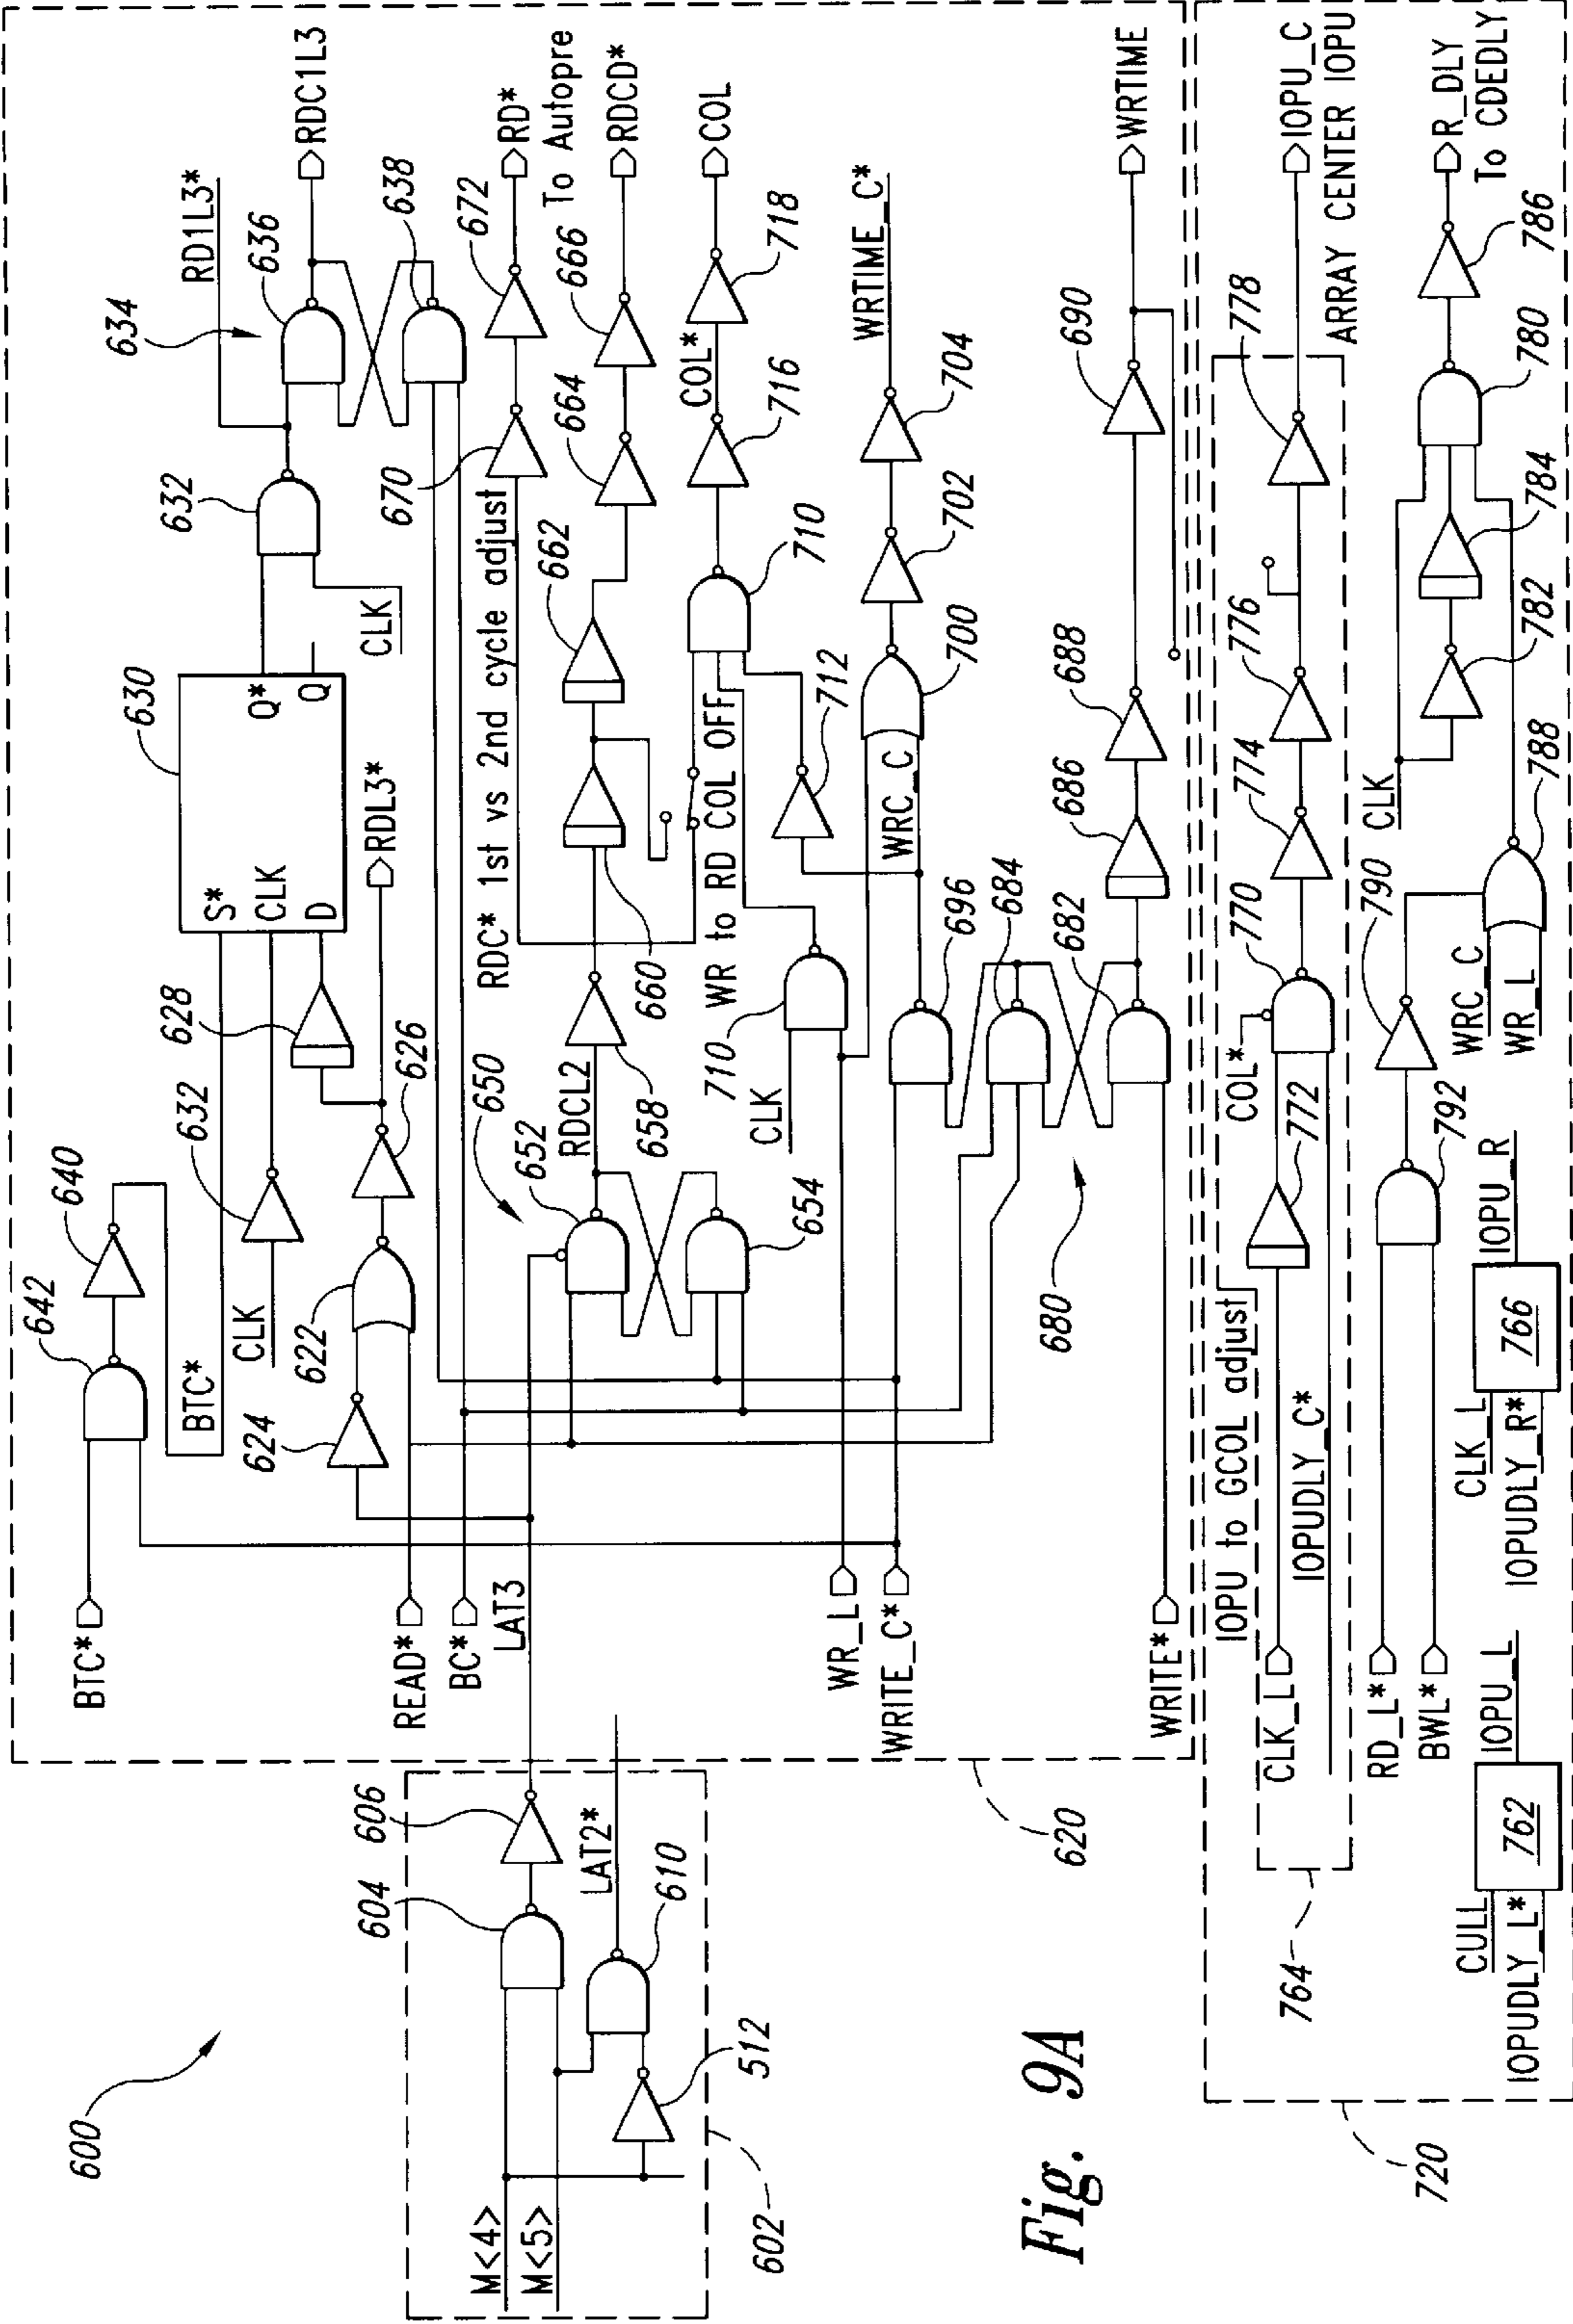 600
M<4>
M<5>
604
606
LAT2*
610
512
602
620
BTC*
642
640
BTC*
632
CLK
628
626
622
624
READ*
BC*
LAT3
S*
CLK
D
Q*
Q
630
RDL3*
CLK
632
RD1L3*
634
636
638
RDC1L3
670
672
RD*
To Autopre
RDC* 1st vs 2nd cycle adjust
650
652
654
RDCL2
658
660
662
664
666
RDCD*
WR to RD COL OFF
710
CLK
710
712
COL*
716
718
COL
WR_L
WRITE_C*
WRC_C
700
702
704
WRTIME_C*
696
684
682
680
686
688
690
WRTIME
WRITE*
IOPU to GCOL adjust
CLK_L
IOPUDLY_C*
772
COL*
770
774
776
778
IOPU_C
ARRAY CENTER IOPU
764
RD_L*
BWL*
792
790
WRC_C
WR_L
788
CLK
782
784
780
786
R_DLY
To CDEDLY
CULL
IOPUDLY_L*
762
IOPU_L
CLK_L
IOPUDLY_R*
766
IOPU_R
720
Fig. 9A